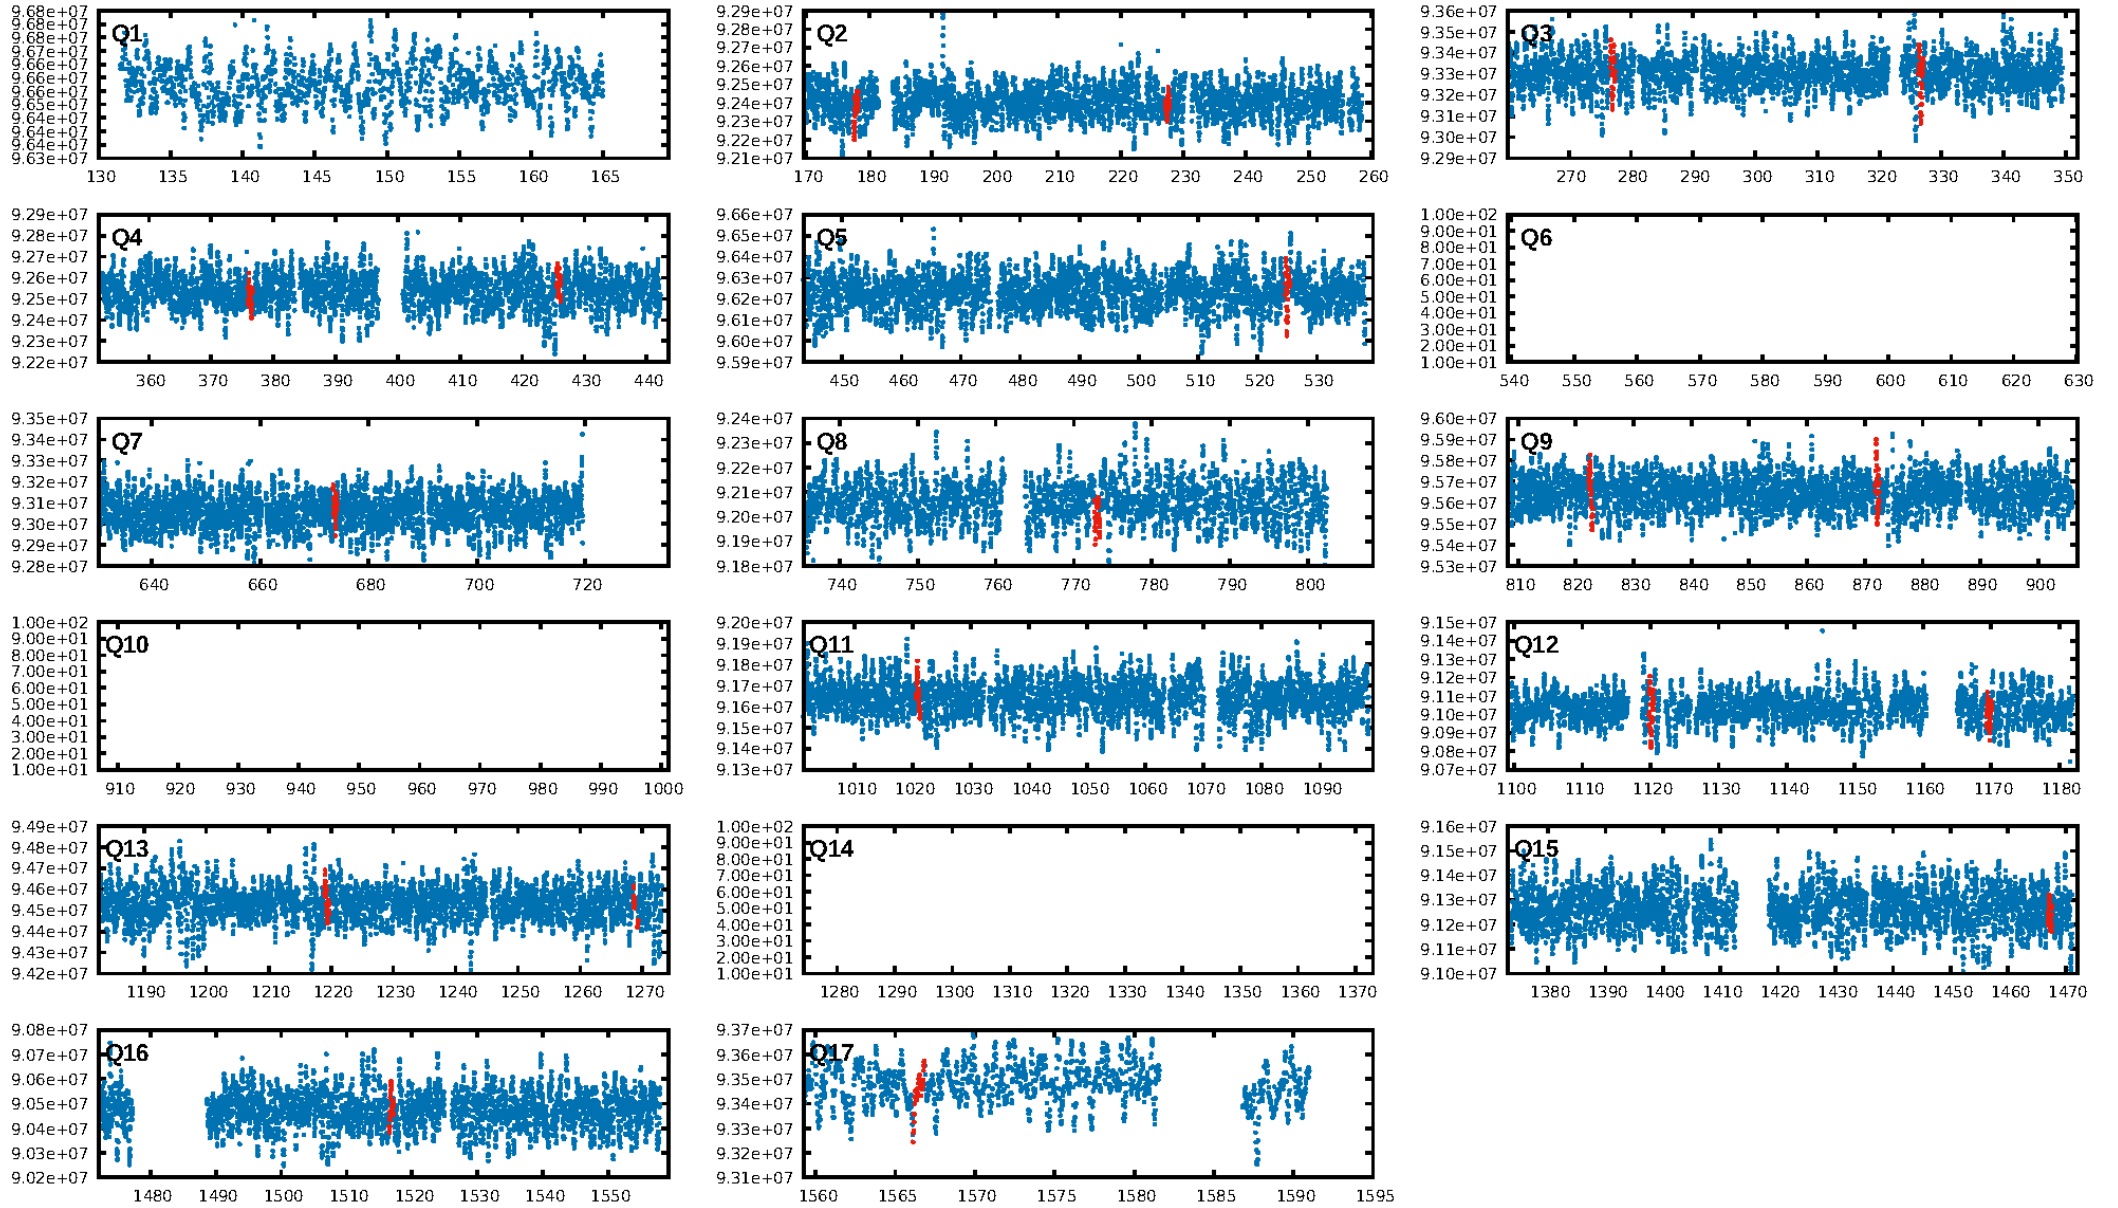 9.68e+07
9.68e+07
9.67e+07
9.67e+07
9.66e+07
9.66e+07
9.65e+07
9.65e+07
9.64e+07
9.64e+07
9.63e+07
Q1
130 135 140 145 150 155 160 165
9.29e+07
9.28e+07
9.27e+07
9.26e+07
9.25e+07
9.24e+07
9.23e+07
9.22e+07
9.21e+07
Q2
170 180 190 200 210 220 230 240 250 260
9.36e+07
9.35e+07
9.34e+07
9.33e+07
9.32e+07
9.31e+07
9.30e+07
9.29e+07
Q3
270 280 290 300 310 320 330 340 350
9.29e+07
9.28e+07
9.27e+07
9.26e+07
9.25e+07
9.24e+07
9.23e+07
9.22e+07
Q4
360 370 380 390 400 410 420 430 440
9.66e+07
9.65e+07
9.64e+07
9.63e+07
9.62e+07
9.61e+07
9.60e+07
9.59e+07
Q5
450 460 470 480 490 500 510 520 530
1.00e+02
9.00e+01
8.00e+01
7.00e+01
6.00e+01
5.00e+01
4.00e+01
3.00e+01
2.00e+01
1.00e+01
Q6
540 550 560 570 580 590 600 610 620 630
9.35e+07
9.34e+07
9.33e+07
9.32e+07
9.31e+07
9.30e+07
9.29e+07
9.28e+07
Q7
640 660 680 700 720
9.24e+07
9.23e+07
9.22e+07
9.21e+07
9.20e+07
9.19e+07
9.18e+07
Q8
740 750 760 770 780 790 800
9.60e+07
9.59e+07
9.58e+07
9.57e+07
9.56e+07
9.55e+07
9.54e+07
9.53e+07
Q9
810 820 830 840 850 860 870 880 890 900
1.00e+02
9.00e+01
8.00e+01
7.00e+01
6.00e+01
5.00e+01
4.00e+01
3.00e+01
2.00e+01
1.00e+01
Q10
910 920 930 940 950 960 970 980 990 1000
9.20e+07
9.19e+07
9.18e+07
9.17e+07
9.16e+07
9.15e+07
9.14e+07
9.13e+07
Q11
1010 1020 1030 1040 1050 1060 1070 1080 1090
9.15e+07
9.14e+07
9.13e+07
9.12e+07
9.11e+07
9.10e+07
9.09e+07
9.08e+07
9.07e+07
Q12
1100 1110 1120 1130 1140 1150 1160 1170 1180
9.49e+07
9.48e+07
9.47e+07
9.46e+07
9.45e+07
9.44e+07
9.43e+07
9.42e+07
Q13
1190 1200 1210 1220 1230 1240 1250 1260 1270
1.00e+02
9.00e+01
8.00e+01
7.00e+01
6.00e+01
5.00e+01
4.00e+01
3.00e+01
2.00e+01
1.00e+01
Q14
1280 1290 1300 1310 1320 1330 1340 1350 1360 1370
9.16e+07
9.15e+07
9.14e+07
9.13e+07
9.12e+07
9.11e+07
9.10e+07
Q15
1380 1390 1400 1410 1420 1430 1440 1450 1460 1470
9.08e+07
9.07e+07
9.06e+07
9.05e+07
9.04e+07
9.03e+07
9.02e+07
Q16
1480 1490 1500 1510 1520 1530 1540 1550
9.37e+07
9.36e+07
9.35e+07
9.34e+07
9.33e+07
9.32e+07
9.31e+07
Q17
1560 1565 1570 1575 1580 1585 1590 1595